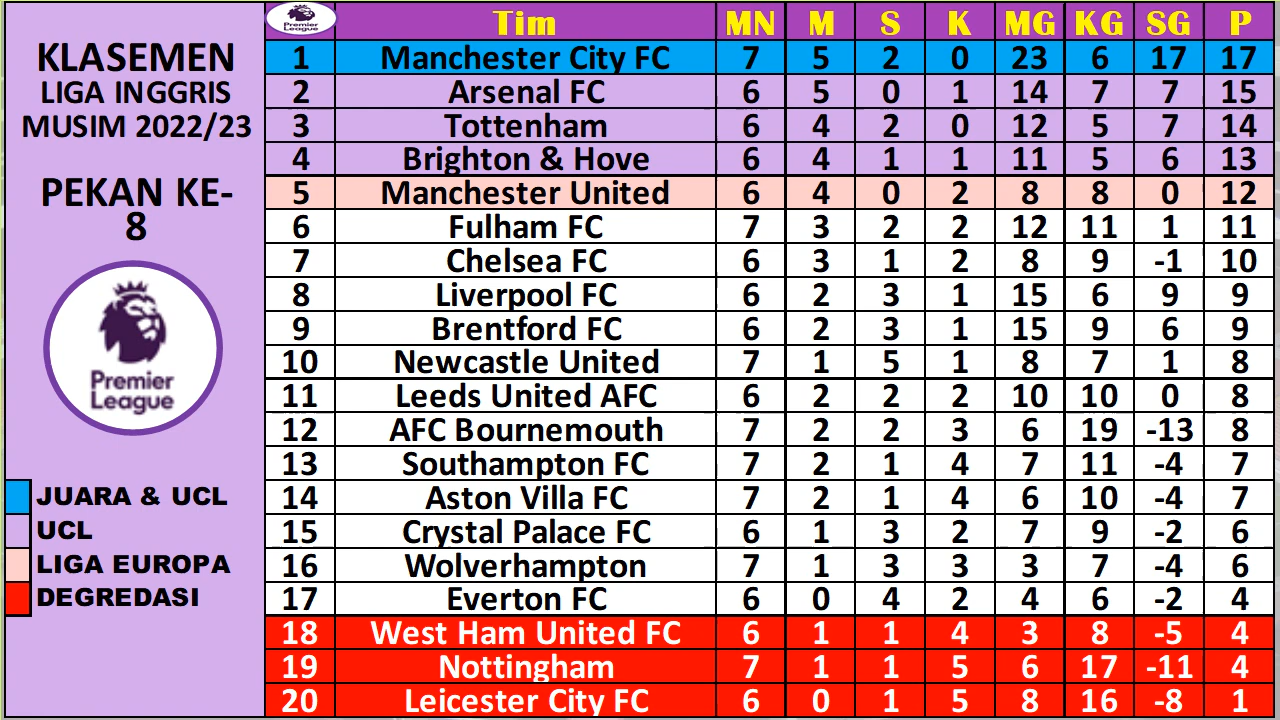 KLASEMEN
LIGA INGGRIS
MUSIM 2022/23
PEKAN KE-
8
Premier
League
JUARA & UCL
UCL
LIGA EUROPA
DEGREDASI
Premier
League
Tim MN M S K MG KG SG P
1 Manchester City FC 7 5 2 0 23 6 17 17
2 Arsenal FC 6 5 0 1 14 7 7 15
3 Tottenham 6 4 2 0 12 5 7 14
4 Brighton & Hove 6 4 1 1 11 5 6 13
5 Manchester United 6 4 0 2 8 8 0 12
6 Fulham FC 7 3 2 2 12 11 1 11
7 Chelsea FC 6 3 1 2 8 9 -1 10
8 Liverpool FC 6 2 3 1 15 6 9 9
9 Brentford FC 6 2 3 1 15 9 6 9
10 Newcastle United 7 1 5 1 8 7 1 8
11 Leeds United AFC 6 2 2 2 10 10 0 8
12 AFC Bournemouth 7 2 2 3 6 19 -13 8
13 Southampton FC 7 2 1 4 7 11 -4 7
14 Aston Villa FC 7 2 1 4 6 10 -4 7
15 Crystal Palace FC 6 1 3 2 7 9 -2 6
16 Wolverhampton 7 1 3 3 3 7 -4 6
17 Everton FC 6 0 4 2 4 6 -2 4
18 West Ham United FC 6 1 1 4 3 8 -5 4
19 Nottingham 7 1 1 5 6 17 -11 4
20 Leicester City FC 6 0 1 5 8 16 -8 1